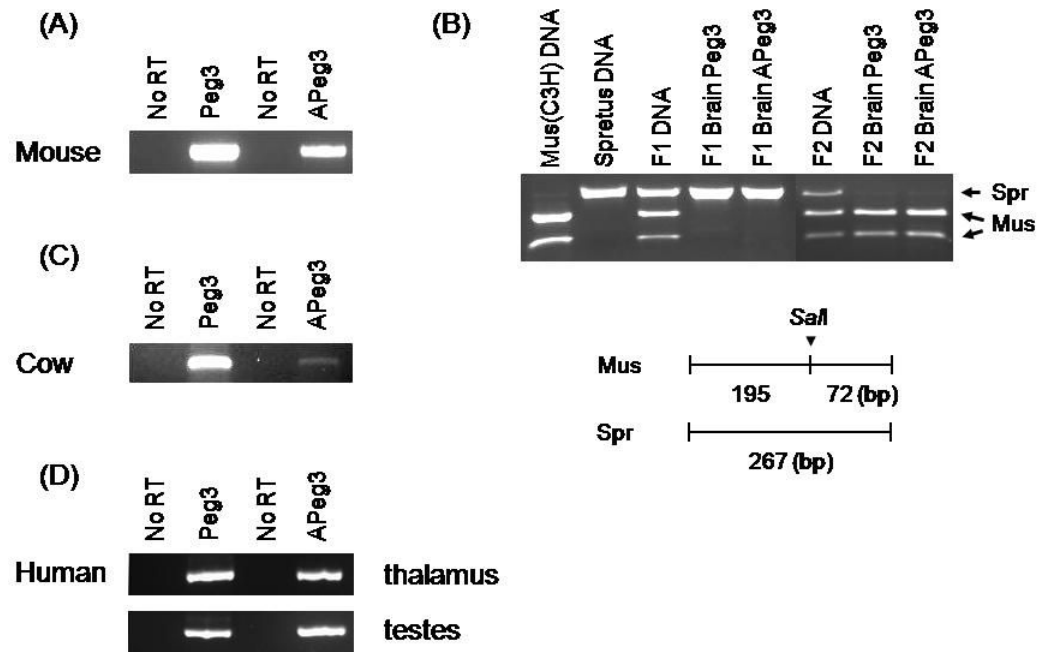 (A)
No RT
Peg3
No RT
APeg3
Mouse
(B)
Mus(C3H) DNA
Spretus DNA
F1 DNA
F1 Brain Peg3
F1 Brain APeg3
F2 DNA
F2 Brain Peg3
F2 Brain APeg3
Spr
Mus
SalI
Mus
195 72 (bp)
Spr
267 (bp)
(C)
No RT
Peg3
No RT
APeg3
Cow
(D)
No RT
Peg3
No RT
APeg3
Human
thalamus
testes